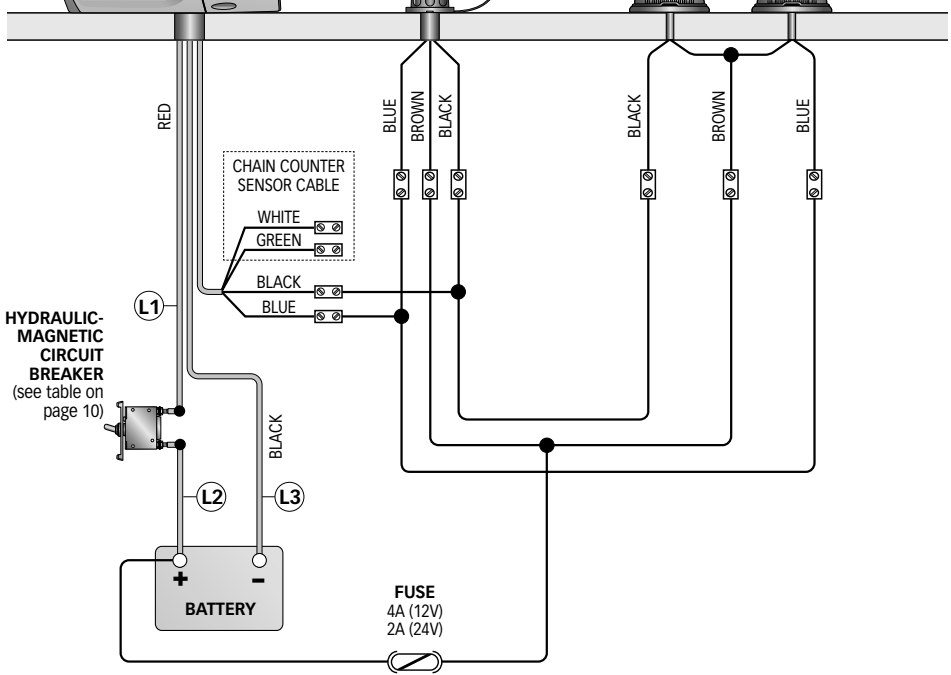 RED
BLUE
BROWN
BLACK
BLACK
BROWN
BLUE
CHAIN COUNTER
SENSOR CABLE
WHITE
GREEN
BLACK
BLUE
L1
HYDRAULIC-
MAGNETIC
CIRCUIT
BREAKER
(see table on
page 10)
BLACK
L2
L3
+
-
BATTERY
FUSE
4A (12V)
2A (24V)